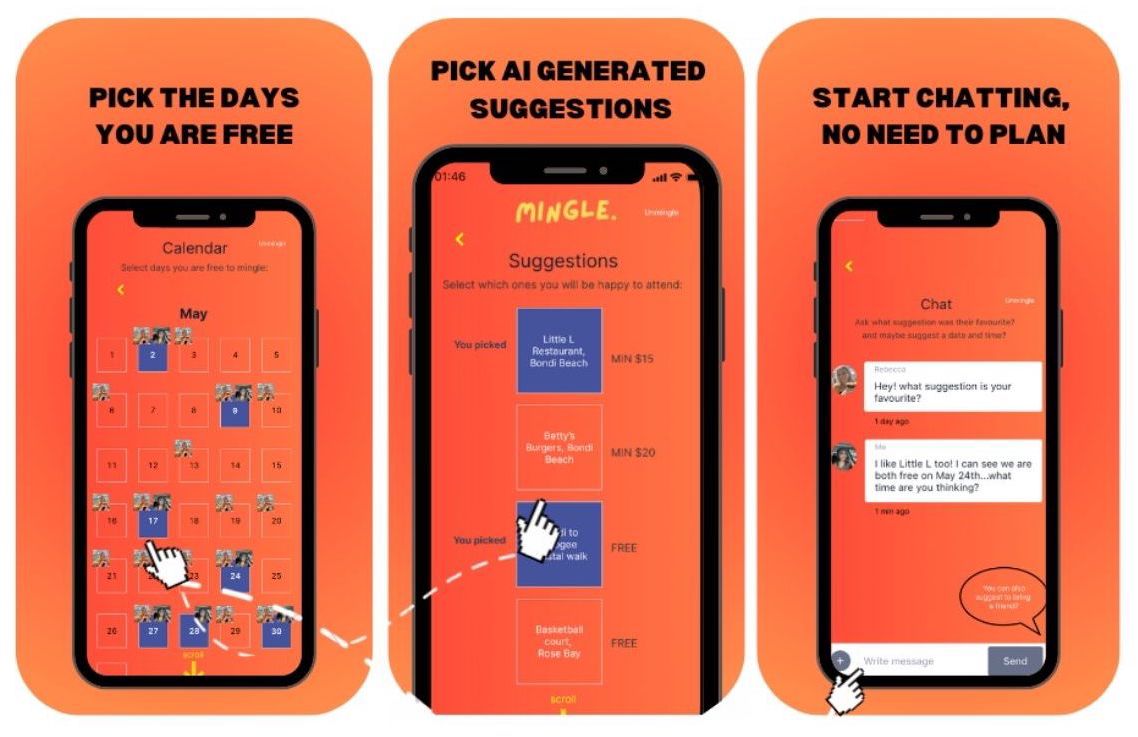 PICK THE DAYS
YOU ARE FREE
Calendar
Unmingle
Select days you are free to mingle:
May
1 2 3 4 5
6 7 8 9 10
11 12 13 14 15
16 17 18 19 20
21 23 24 25
26 27 28 29 30
scroll
PICK AI GENERATED
SUGGESTIONS
01:46
MINGLE.
Unmingle
Suggestions
Select which ones you will be happy to attend:
You picked
Little L
Restaurant,
Bondi Beach
MIN $15
Betty's
Burgers, Bondi
Beach
MIN $20
You picked
di to
ogee
stal walk
FREE
Basketball
court,
Rose Bay
FREE
scroll
START CHATTING,
NO NEED TO PLAN
Chat
Unmingle
Ask what suggestion was their favourite?
and maybe suggest a date and time?
Rebecca
Hey! what suggestion is your
favourite?
1 day ago
Me
I like Little L too! I can see we are
both free on May 24th...what
time are you thinking?
1 min ago
You can also
suggest to bring
a friend?
+
Write message
Send